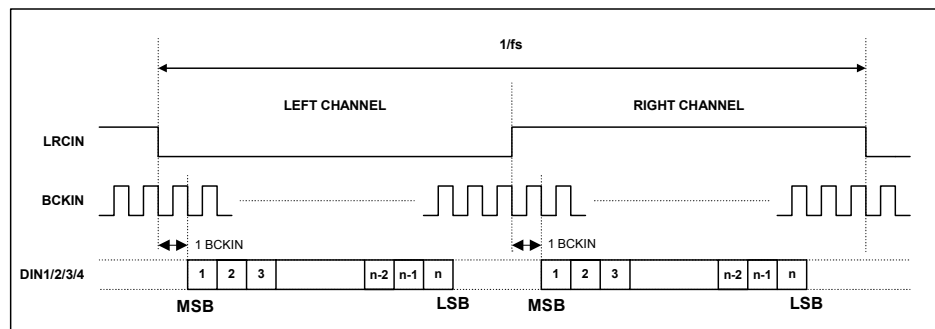 1/fs
LEFT CHANNEL RIGHT CHANNEL
LRCIN
BCKIN
1 BCKIN 1 BCKIN
DIN1/2/3/4 1 2 3 n-2 n-1 n 1 2 3 n-2 n-1 n
MSB LSB MSB LSB